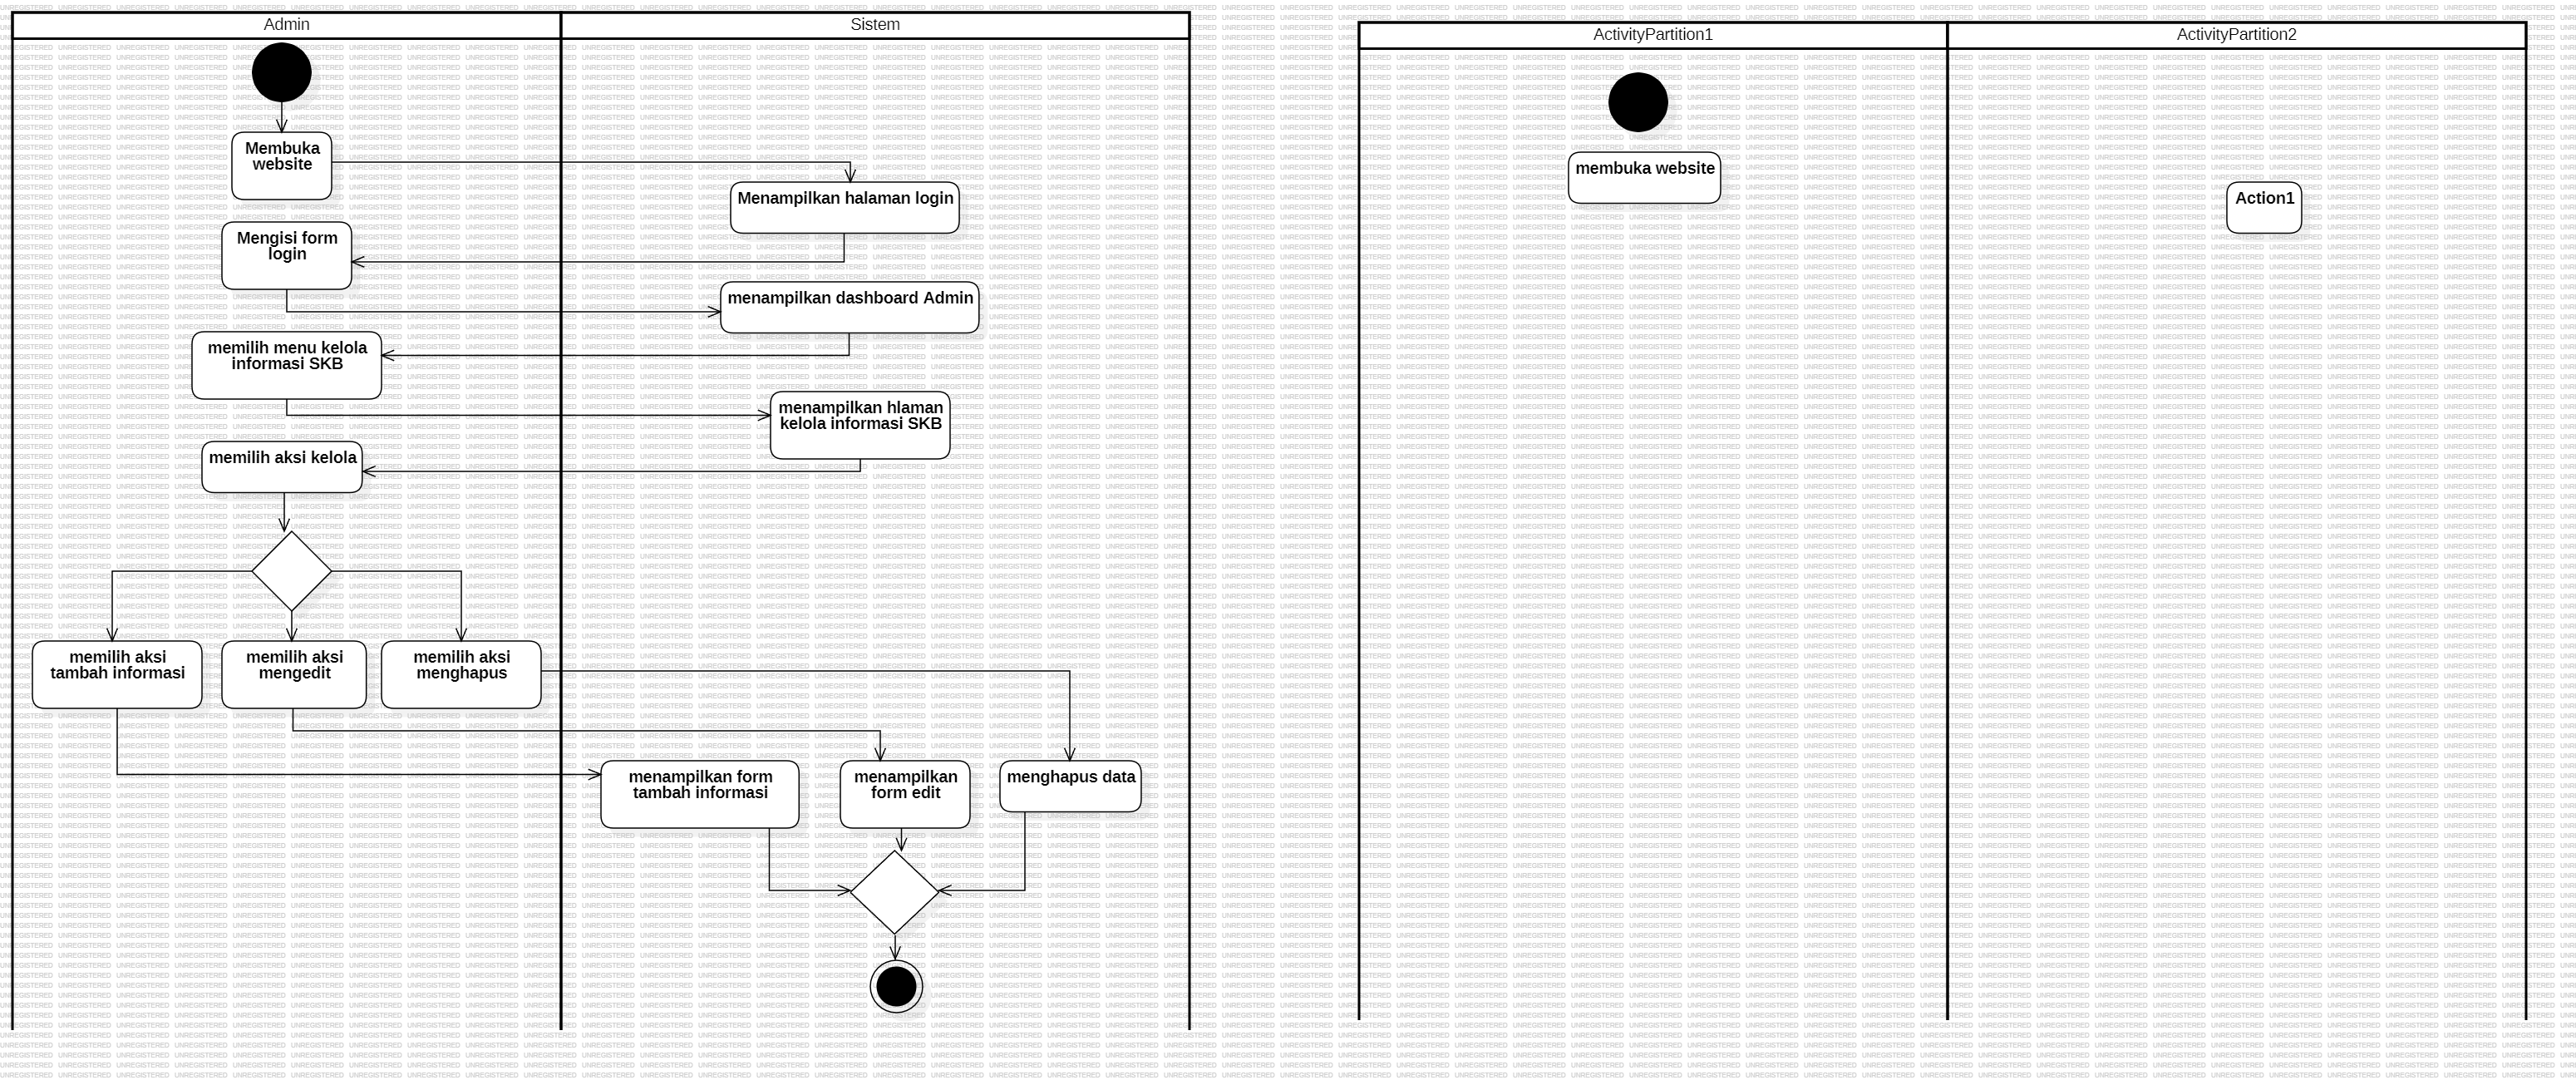 Admin
Sistem
Membuka
website
Menampilkan halaman login
Mengisi form
login
menampilkan dashboard Admin
memilih menu kelola
informasi SKB
menampilkan hlaman
kelola informasi SKB
memilih aksi kelola
memilih aksi
tambah informasi
memilih aksi
mengedit
memilih aksi
menghapus
menampilkan form
tambah informasi
menampilkan
form edit
menghapus data
ActivityPartition1
ActivityPartition2
membuka website
Action1
UNREGISTERED